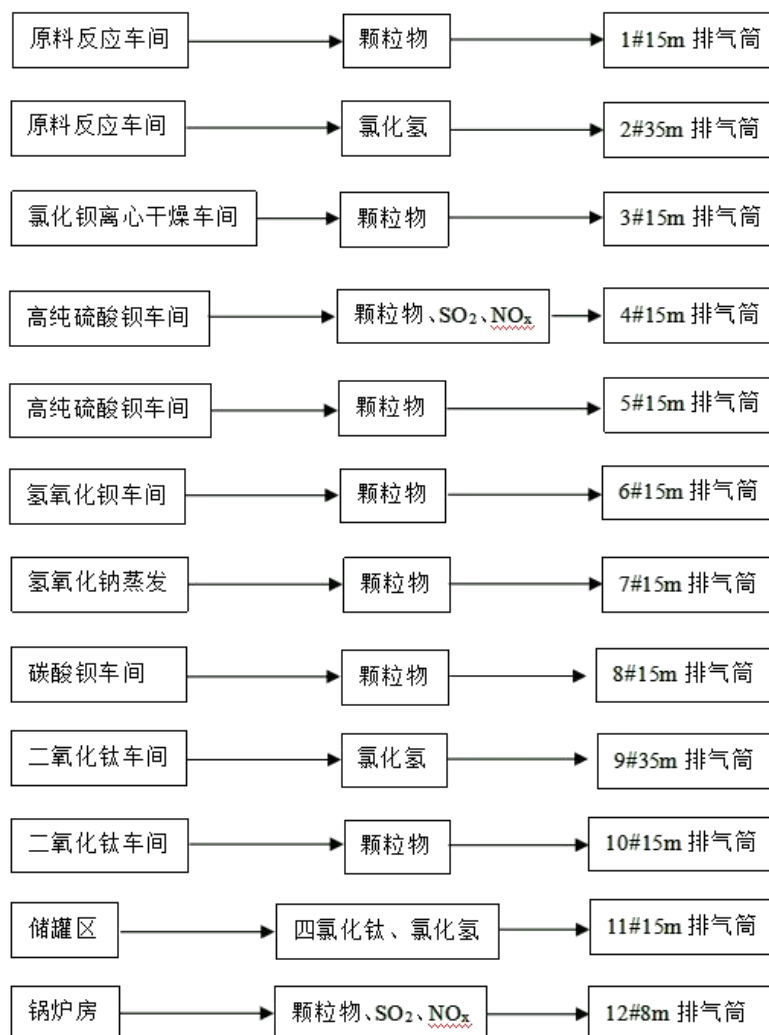 原料反应车间 颗粒物 1#15m 排气筒
原料反应车间 氯化氢 2#35m 排气筒
氯化钡离心干燥车间 颗粒物 3#15m 排气筒
高纯硫酸钡车间 颗粒物、SO₂、NOₓ 4#15m 排气筒
高纯硫酸钡车间 颗粒物 5#15m 排气筒
氢氧化钡车间 颗粒物 6#15m 排气筒
氢氧化钠蒸发 颗粒物 7#15m 排气筒
碳酸钡车间 颗粒物 8#15m 排气筒
二氧化钛车间 氯化氢 9#35m 排气筒
二氧化钛车间 颗粒物 10#15m 排气筒
储罐区 四氯化钛、氯化氢 11#15m 排气筒
锅炉房 颗粒物、SO₂、NOₓ 12#8m 排气筒